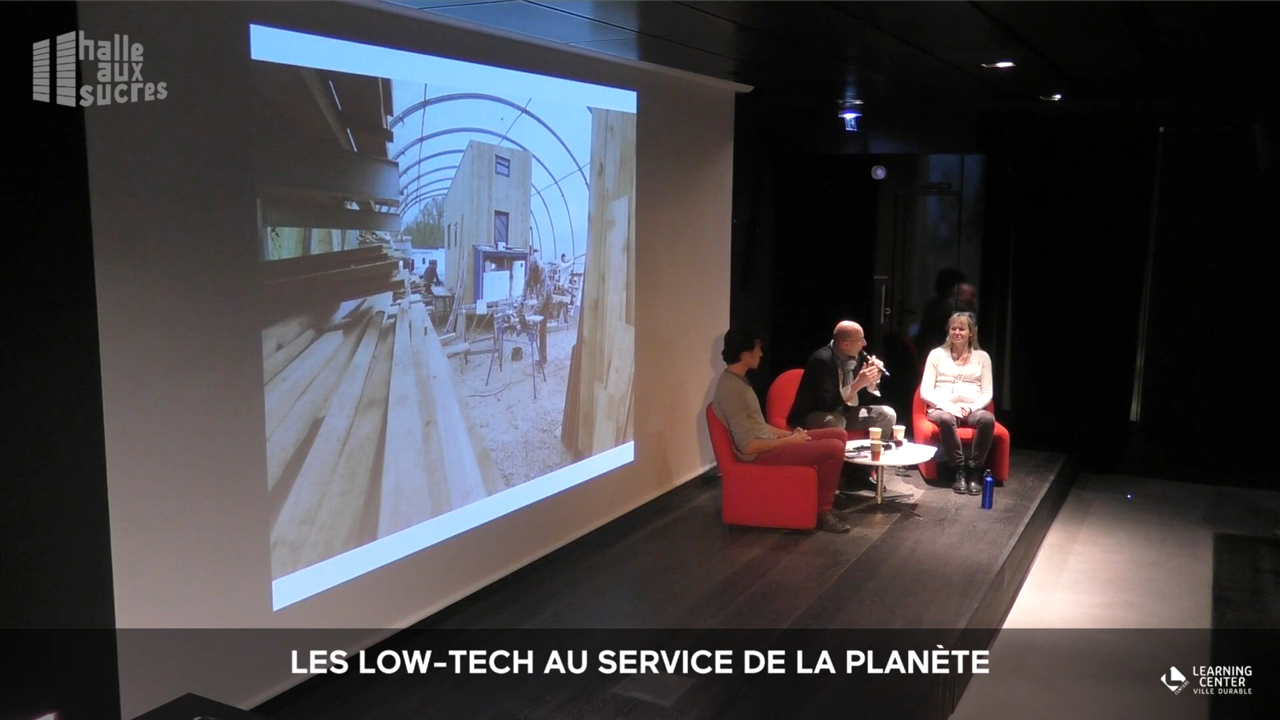 halle
aux
sucres
LES LOW-TECH AU SERVICE DE LA PLANÈTE
LEARNING
CENTER
VILLE DURABLE